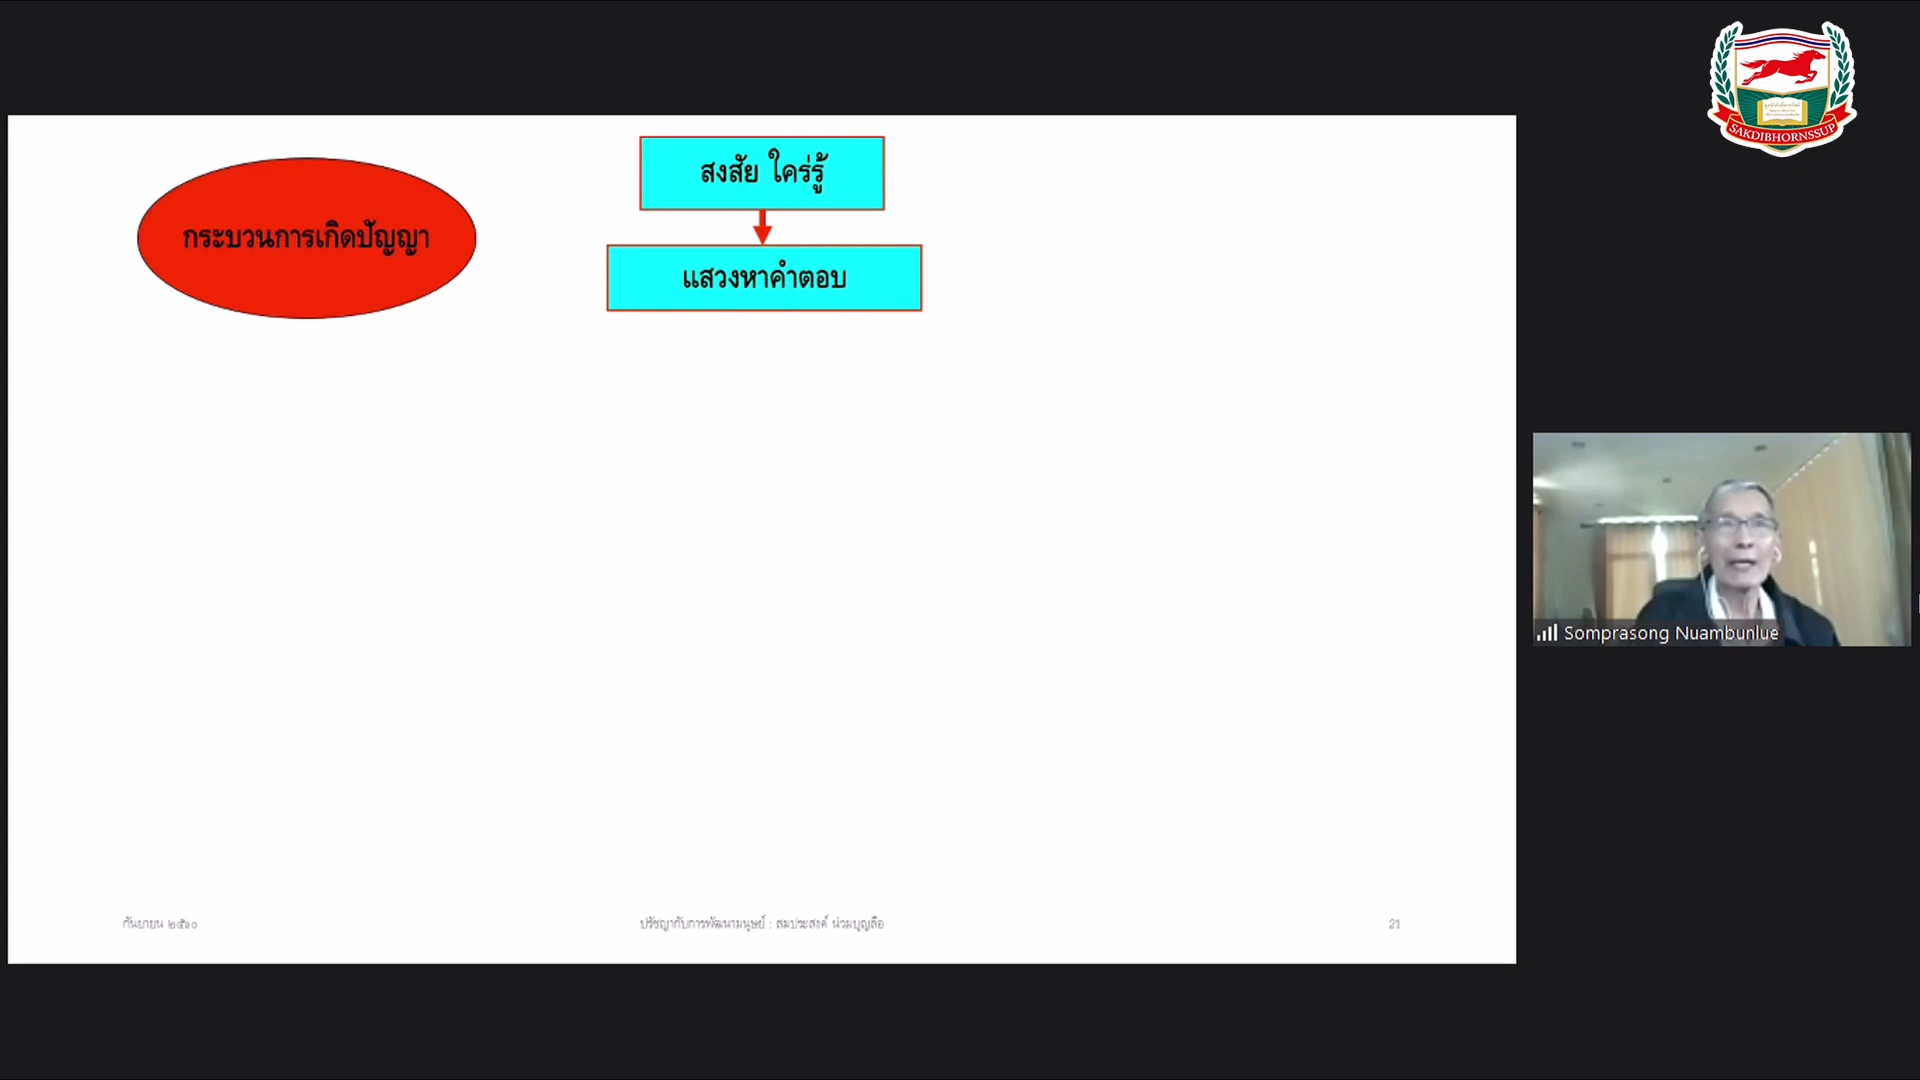 SAKDIBHORNSSUP
สงสัย ใคร่รู้
กระบวนการเกิดปัญญา
แสวงหาคำตอบ
Somprasong Nuambunlue
กันยายน ๒๕๖๐
ปรัชญากับการพัฒนามนุษย์ : สมประสงค์ น่วมบุญลือ
21